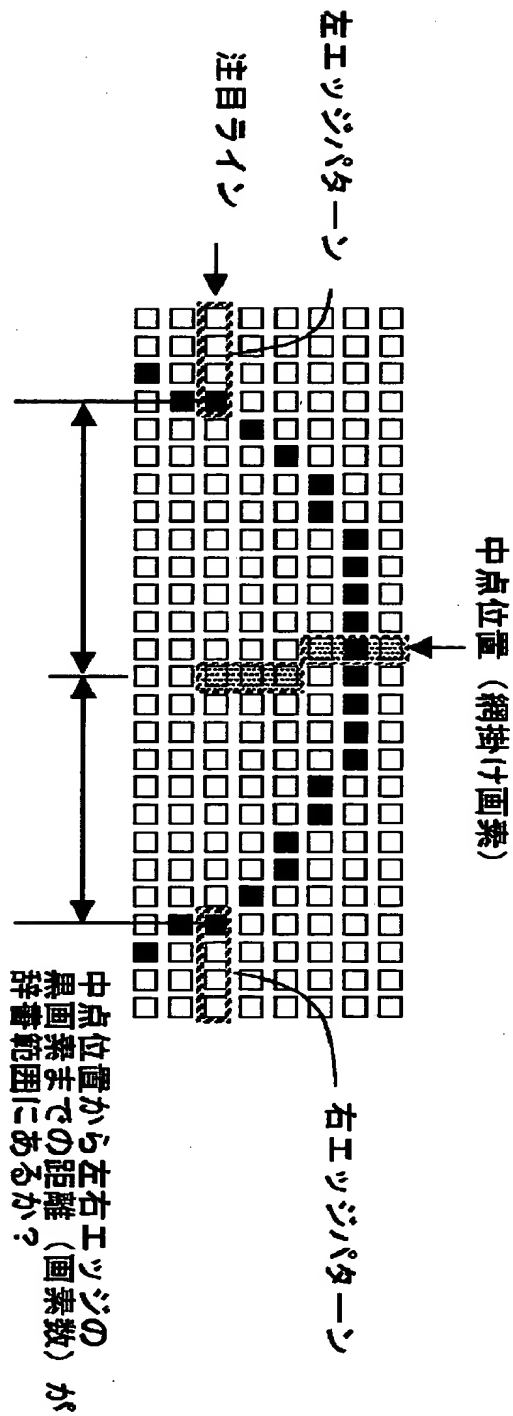 中点位置（網掛け画素）
左エッジパターン
右エッジパターン
注目ライン
中点位置から左右エッジの
黒画素までの距離（画素数）が
辞書範囲にあるか？